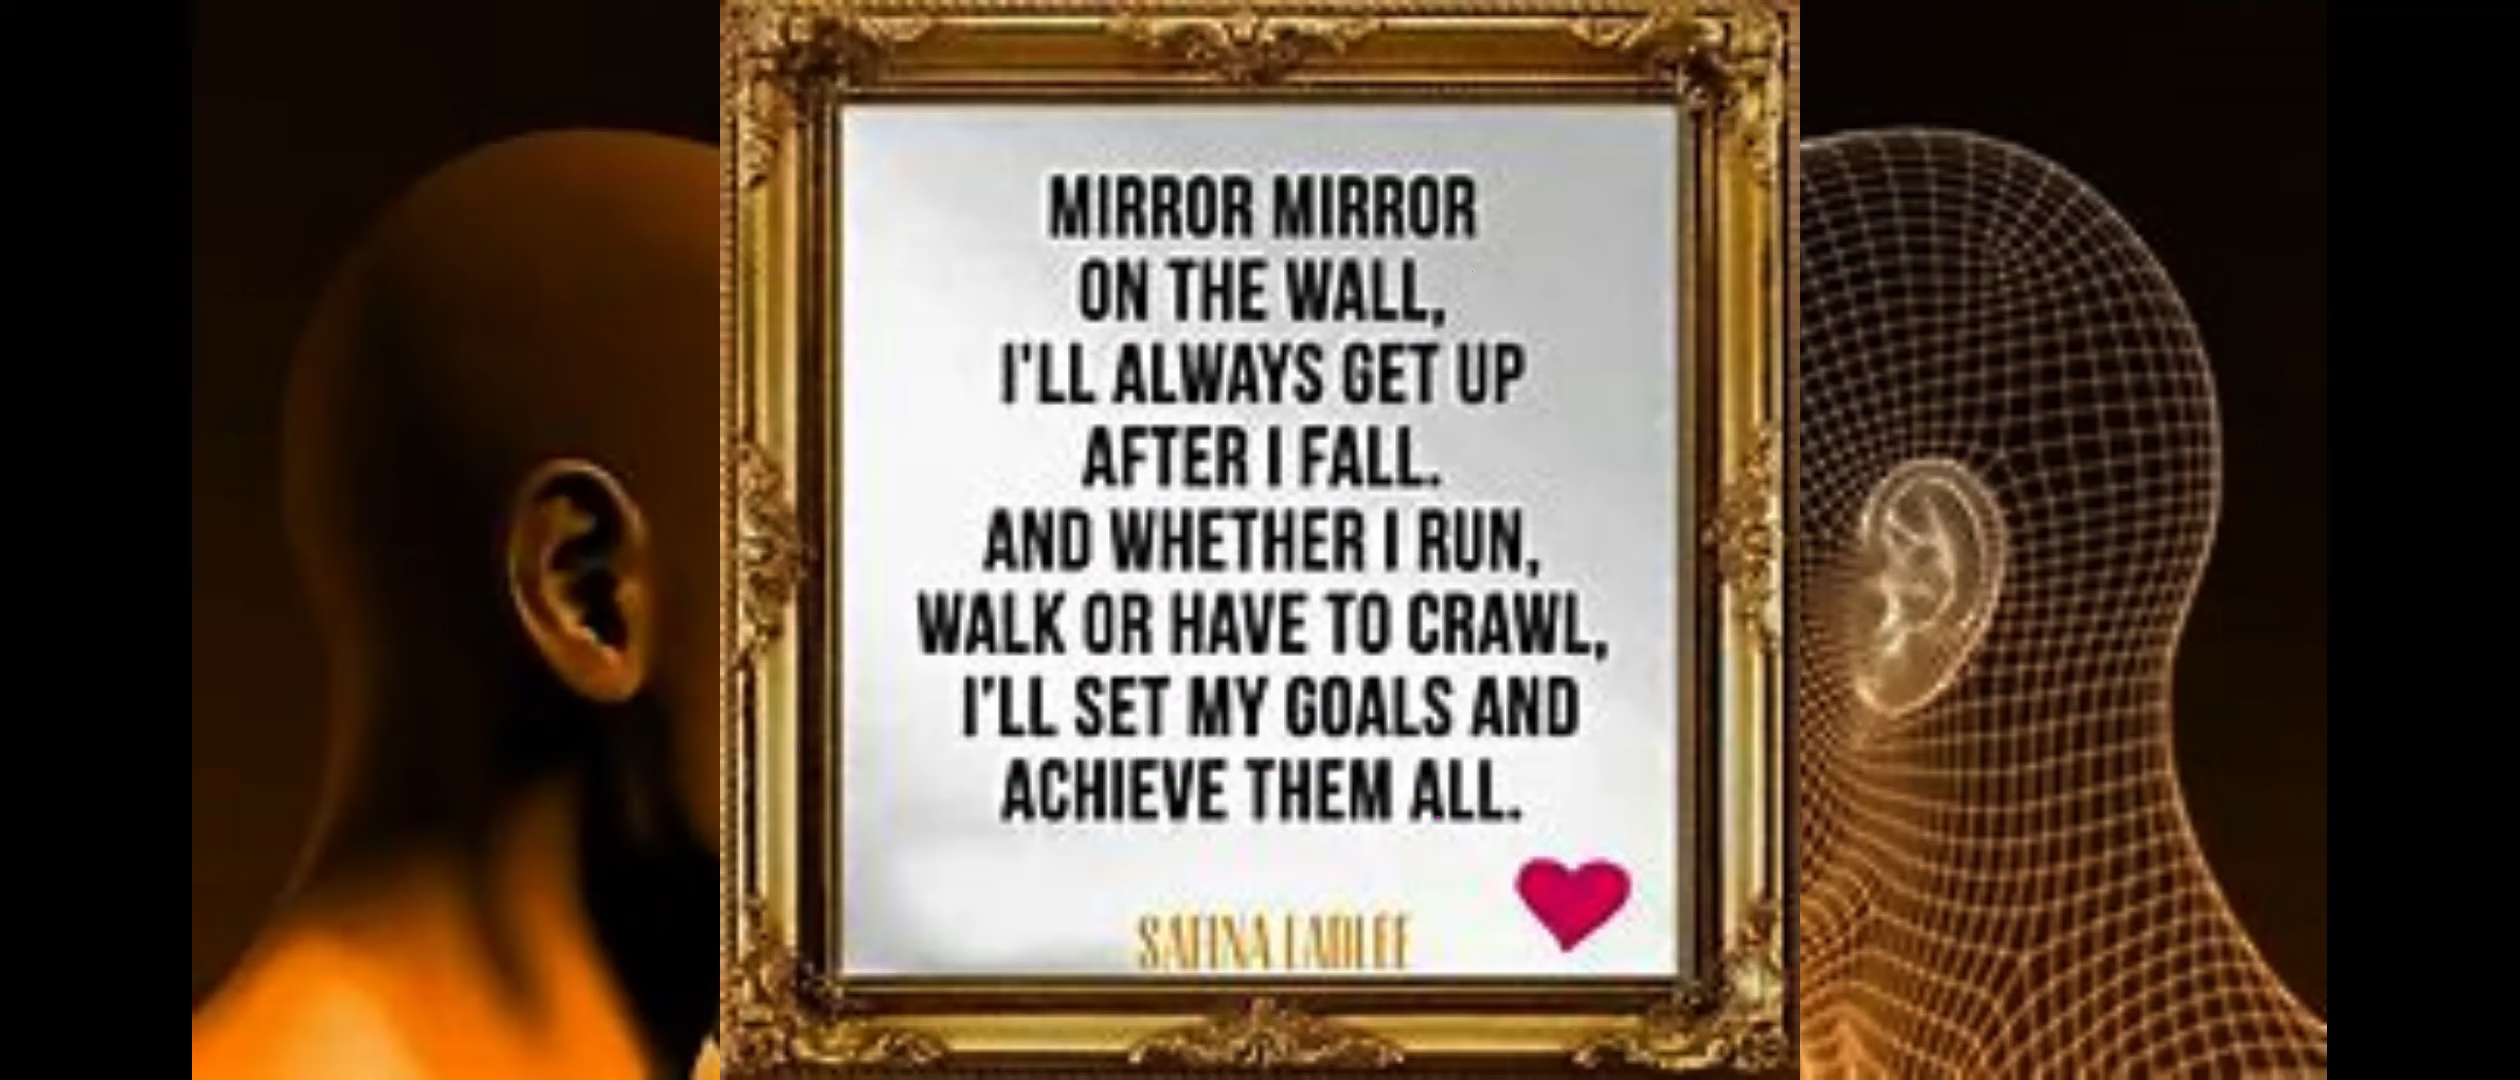 MIRROR MIRROR
ON THE WALL,
I'LL ALWAYS GET UP
AFTER I FALL.
AND WHETHER I RUN,
WALK OR HAVE TO CRAWL,
I'LL SET MY GOALS AND
ACHIEVE THEM ALL.